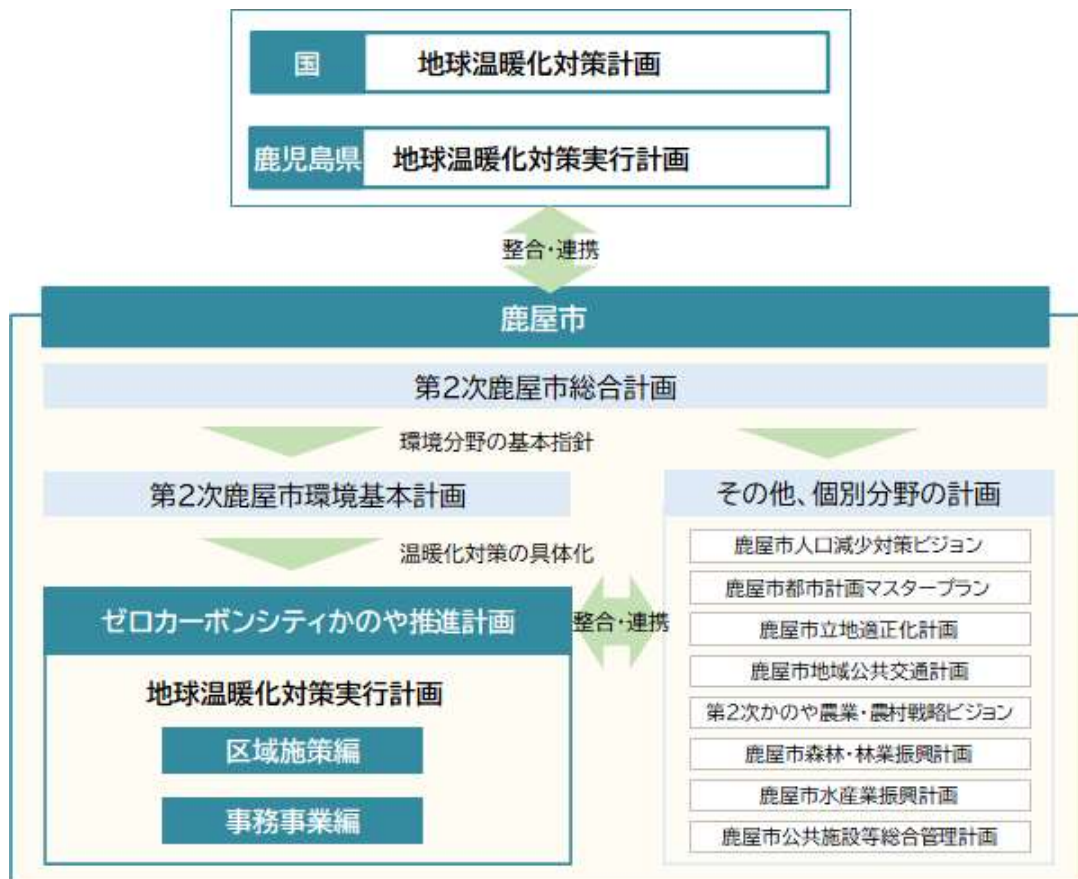 国
地球温暖化対策計画
鹿児島県
地球温暖化対策実行計画
整合・連携
鹿屋市
第2次鹿屋市総合計画
環境分野の基本指針
第2次鹿屋市環境基本計画
温暖化対策の具体化
ゼロカーボンシティかのや推進計画
地球温暖化対策実行計画
区域施策編
事務事業編
整合・連携
その他、個別分野の計画
鹿屋市人口減少対策ビジョン
鹿屋市都市計画マスタープラン
鹿屋市立地適正化計画
鹿屋市地域公共交通計画
第2次かのや農業・農村戦略ビジョン
鹿屋市森林・林業振興計画
鹿屋市水産業振興計画
鹿屋市公共施設等総合管理計画